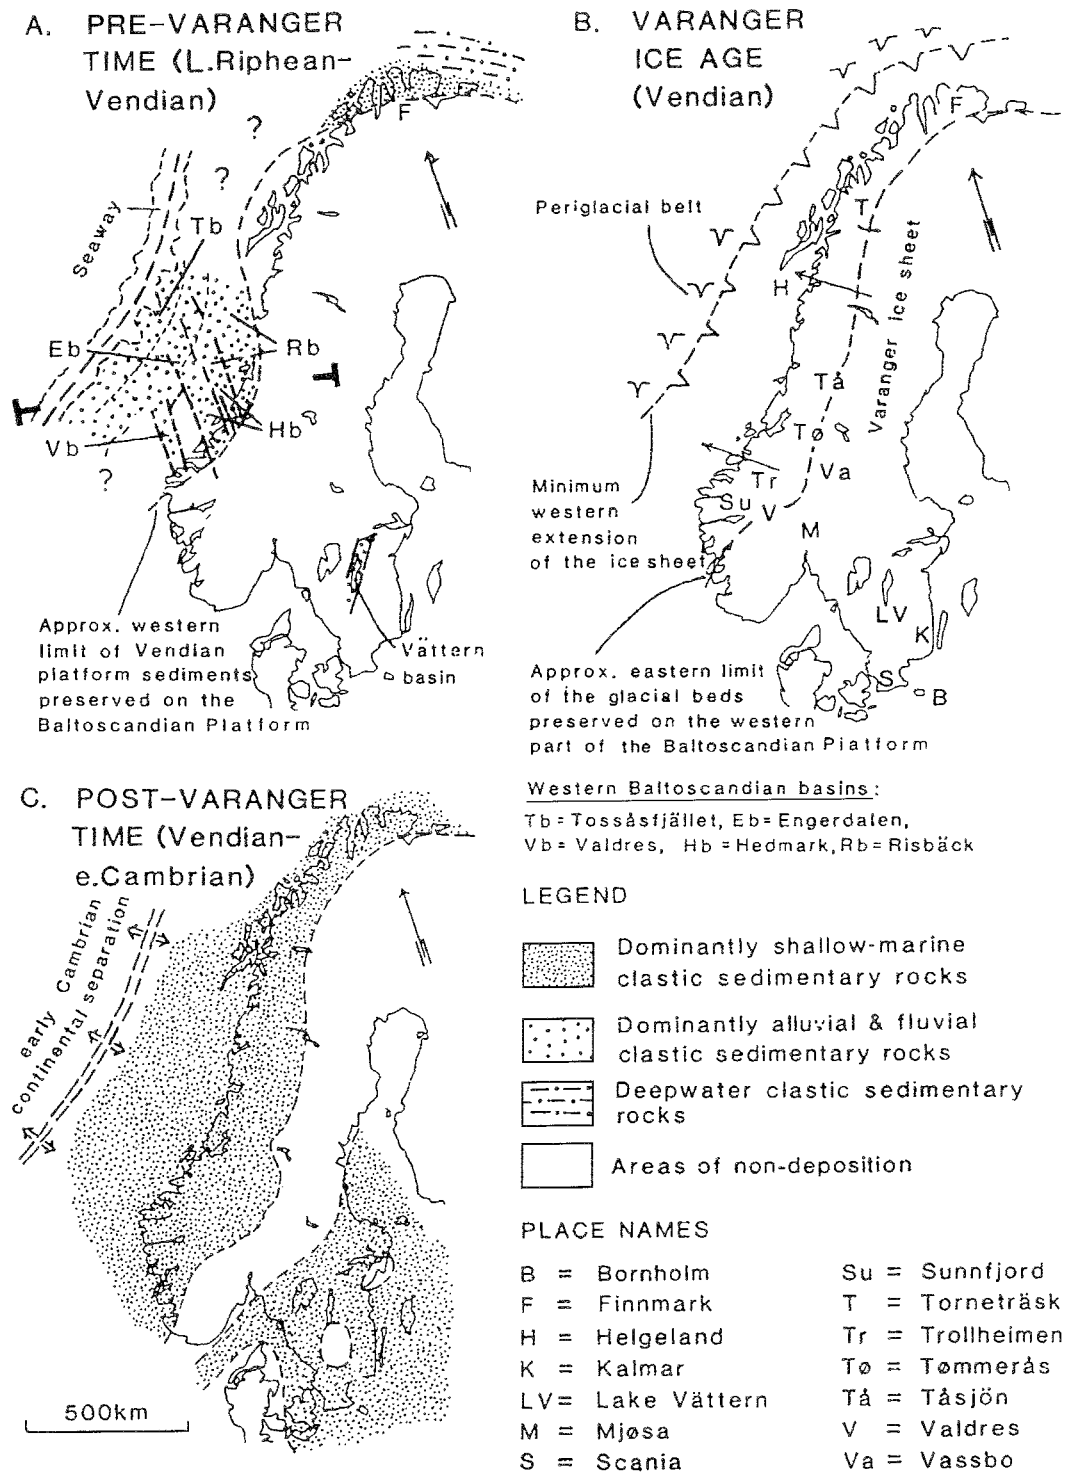 A. PRE-VARANGER
TIME (L.Riphean-
Vendian)
F
?
?
Seaway
Tb
Eb
Rb
Hb
Vb
?
Approx. western
limit of Vendian
platform sediments
preserved on the
Baltoscandian Platform
Vättern
basin
B. VARANGER
ICE AGE
(Vendian)
F
Periglacial belt
T
H
Varanger ice sheet
Tå
Tø
Va
Tr
Su
V
M
Minimum
western
extension
of the ice sheet
LV
K
S
B
Approx. eastern limit
of the glacial beds
preserved on the western
part of the Baltoscandian Platform
C. POST-VARANGER
TIME (Vendian-
e.Cambrian)
early Cambrian
continental separation
500km
Western Baltoscandian basins:
Tb=Tossåsfjället, Eb=Engerdalen,
Vb=Valdres, Hb=Hedmark, Rb=Risbäck
LEGEND
Dominantly shallow-marine
clastic sedimentary rocks
Dominantly alluvial & fluvial
clastic sedimentary rocks
Deepwater clastic sedimentary
rocks
Areas of non-deposition
PLACE NAMES
B = Bornholm
F = Finnmark
H = Helgeland
K = Kalmar
LV= Lake Vättern
M = Mjøsa
S = Scania
Su = Sunnfjord
T = Torneträsk
Tr = Trollheimen
Tø = Tømmerås
Tå = Tåsjön
V = Valdres
Va = Vassbo